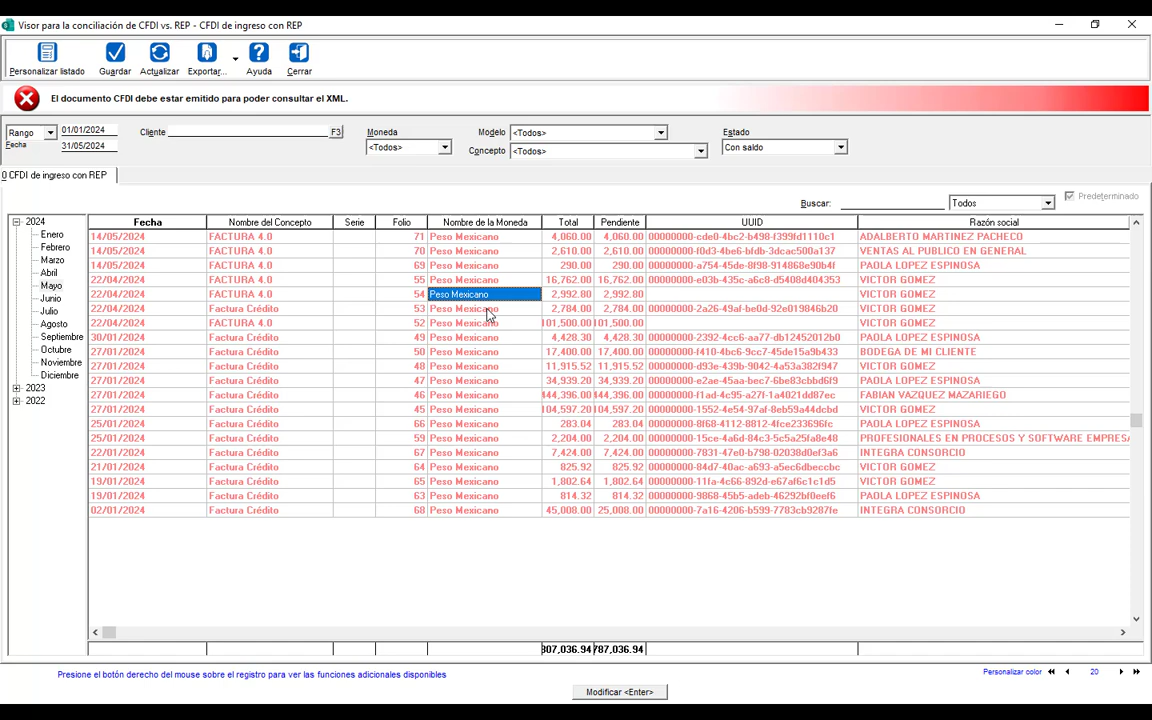 Visor para la conciliación de CFDI vs. REP - CFDI de ingreso con REP
Personalizar listado Guardar Actualizar Exportar... Ayuda Cerrar
El documento CFDI debe estar emitido para poder consultar el XML.
Rango 01/01/2024 Cliente F3 Moneda Modelo <Todos> Estado
Fecha 31/05/2024 <Todos> Concepto <Todos> Con saldo
0 CFDI de ingreso con REP
Buscar: Todos Predeterminado
2024
Enero
Febrero
Marzo
Abril
Mayo
Junio
Julio
Agosto
Septiembre
Octubre
Noviembre
Diciembre
2023
2022
Fecha Nombre del Concepto Serie Folio Nombre de la Moneda Total Pendiente UUID Razón social
14/05/2024 FACTURA 4.0 71 Peso Mexicano 4,060.00 4,060.00 00000000-cde0-4bc2-b498-f399fd1110c1 ADALBERTO MARTINEZ PACHECO
14/05/2024 FACTURA 4.0 70 Peso Mexicano 2,610.00 2,610.00 00000000-f0d3-4be6-bfdb-3dcac500a137 VENTAS AL PUBLICO EN GENERAL
14/05/2024 FACTURA 4.0 69 Peso Mexicano 290.00 290.00 00000000-a754-45de-8f98-914868e90b4f PAOLA LOPEZ ESPINOSA
22/04/2024 FACTURA 4.0 55 Peso Mexicano 16,762.00 16,762.00 00000000-e03b-435c-a6c8-d5408d404353 VICTOR GOMEZ
22/04/2024 FACTURA 4.0 54 Peso Mexicano 2,992.80 2,992.80 VICTOR GOMEZ
22/04/2024 Factura Crédito 53 Peso Mexicano 2,784.00 2,784.00 00000000-2a26-49af-be0d-92e019846b20 VICTOR GOMEZ
22/04/2024 FACTURA 4.0 52 Peso Mexicano 101,500.00 101,500.00 VICTOR GOMEZ
30/01/2024 Factura Crédito 49 Peso Mexicano 4,428.30 4,428.30 00000000-2392-4cc6-aa77-db12452012b0 PAOLA LOPEZ ESPINOSA
27/01/2024 Factura Crédito 50 Peso Mexicano 17,400.00 17,400.00 00000000-f410-4bc6-9cc7-45de15a9b433 BODEGA DE MI CLIENTE
27/01/2024 Factura Crédito 48 Peso Mexicano 11,915.52 11,915.52 00000000-d93e-439b-9042-4a53a382f947 VICTOR GOMEZ
27/01/2024 Factura Crédito 47 Peso Mexicano 34,939.20 34,939.20 00000000-e2ae-45aa-bec7-6be83cbbd6f9 PAOLA LOPEZ ESPINOSA
27/01/2024 Factura Crédito 46 Peso Mexicano 444,396.00 444,396.00 00000000-f1ad-4c95-a27f-1a4021dd87ec FABIAN VAZQUEZ MAZARIEGO
27/01/2024 Factura Crédito 45 Peso Mexicano 104,597.20 104,597.20 00000000-1552-4e54-97af-8eb59a44dcbd VICTOR GOMEZ
25/01/2024 Factura Crédito 66 Peso Mexicano 283.04 283.04 00000000-8f68-4112-8812-4fce233696fc PAOLA LOPEZ ESPINOSA
25/01/2024 Factura Crédito 59 Peso Mexicano 2,204.00 2,204.00 00000000-15ce-4a6d-84c3-5c5a25fa8e48 PROFESIONALES EN PROCESOS Y SOFTWARE EMPRESA
22/01/2024 Factura Crédito 67 Peso Mexicano 7,424.00 7,424.00 00000000-7831-47e0-b798-02038d0ef3a6 INTEGRA CONSORCIO
21/01/2024 Factura Crédito 64 Peso Mexicano 825.92 825.92 00000000-84d7-40ac-a693-a5ec6dbeccbc VICTOR GOMEZ
19/01/2024 Factura Crédito 65 Peso Mexicano 1,802.64 1,802.64 00000000-11fa-4c66-892d-e67af6c1c1d5 VICTOR GOMEZ
19/01/2024 Factura Crédito 63 Peso Mexicano 814.32 814.32 00000000-9868-45b5-adeb-46292bf0eef6 PAOLA LOPEZ ESPINOSA
02/01/2024 Factura Crédito 68 Peso Mexicano 45,008.00 25,008.00 00000000-7a16-4206-b599-7783cb9287fe INTEGRA CONSORCIO
807,036.94 787,036.94
Presione el botón derecho del mouse sobre el registro para ver las funciones adicionales disponibles
Personalizar color 20
Modificar <Enter>